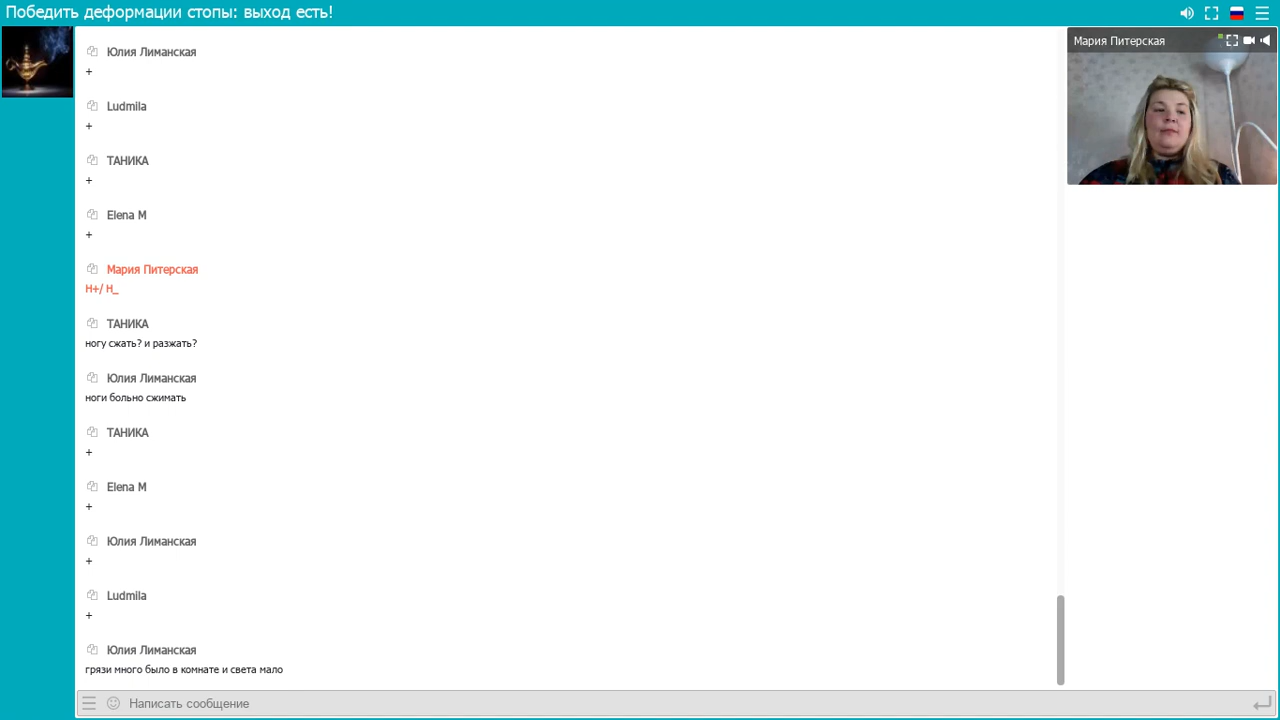 Победить деформации стопы: выход есть!
Юлия Лиманская
+
Ludmila
+
ТАНИКА
+
Elena M
+
Мария Питерская
Н+/ Н_
ТАНИКА
ногу сжать? и разжать?
Юлия Лиманская
ноги больно сжимать
ТАНИКА
+
Elena M
+
Юлия Лиманская
+
Ludmila
+
Юлия Лиманская
грязи много было в комнате и света мало
Написать сообщение
Мария Питерская